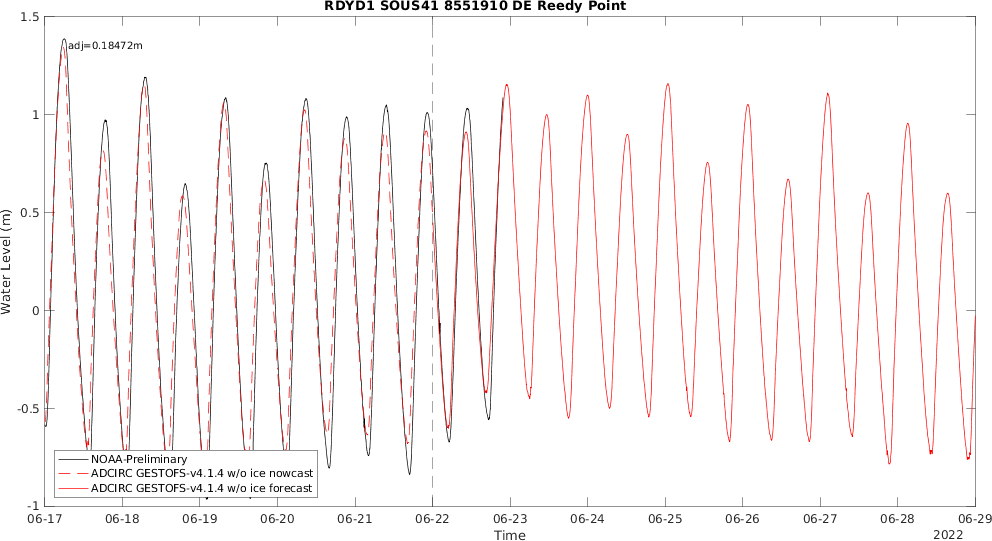 RDYD1 SOUS41 8551910 DE Reedy Point
adj=0.18472m
1.5
1
0.5
0
-0.5
-1
Water Level (m)
NOAA-Preliminary
ADCIRC GESTOFS-v4.1.4 w/o ice nowcast
ADCIRC GESTOFS-v4.1.4 w/o ice forecast
06-17 06-18 06-19 06-20 06-21 06-22 06-23 06-24 06-25 06-26 06-27 06-28 06-29
Time
2022